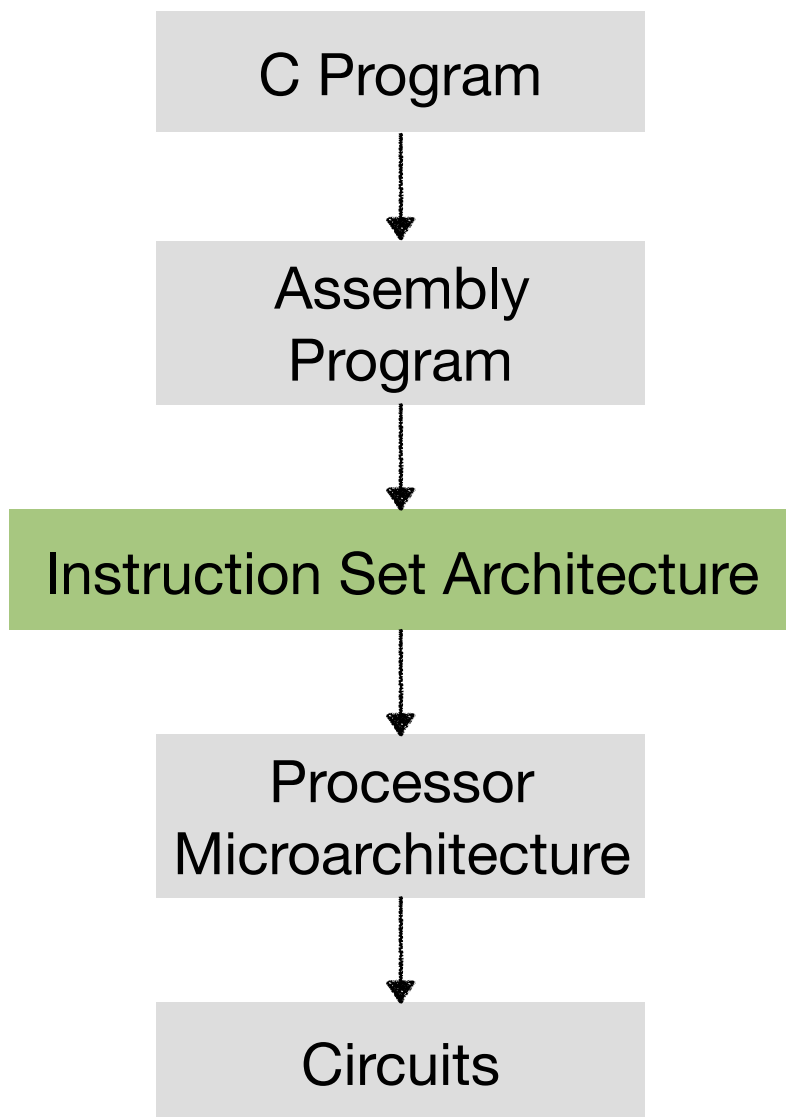 C Program
Assembly
Program
Instruction Set Architecture
Processor
Microarchitecture
Circuits